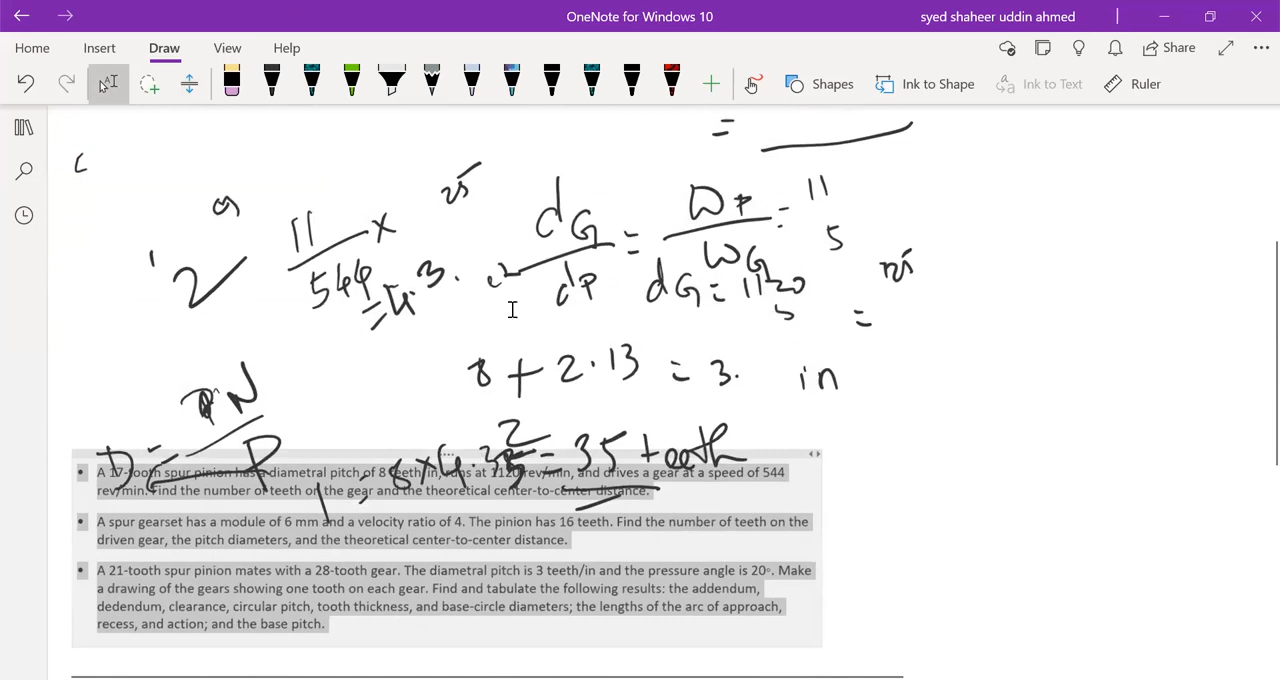 OneNote for Windows 10
syed shaheer uddin ahmed
Home Insert Draw View Help
Share
Shapes Ink to Shape Ink to Text Ruler
=
11 / 544 ×
dG / dP = WP / WG = 11
5
dG = 1120
=
8 + 2.13 = 3. in
= 35 teeth
• A 17-tooth spur pinion has a diametral pitch of 8 teeth/in, runs at 1120 rev/min, and drives a gear at a speed of 544
rev/min. Find the number of teeth on the gear and the theoretical center-to-center distance.
• A spur gearset has a module of 6 mm and a velocity ratio of 4. The pinion has 16 teeth. Find the number of teeth on the
driven gear, the pitch diameters, and the theoretical center-to-center distance.
• A 21-tooth spur pinion mates with a 28-tooth gear. The diametral pitch is 3 teeth/in and the pressure angle is 20◦. Make
a drawing of the gears showing one tooth on each gear. Find and tabulate the following results: the addendum,
dedendum, clearance, circular pitch, tooth thickness, and base-circle diameters; the lengths of the arc of approach,
recess, and action; and the base pitch.